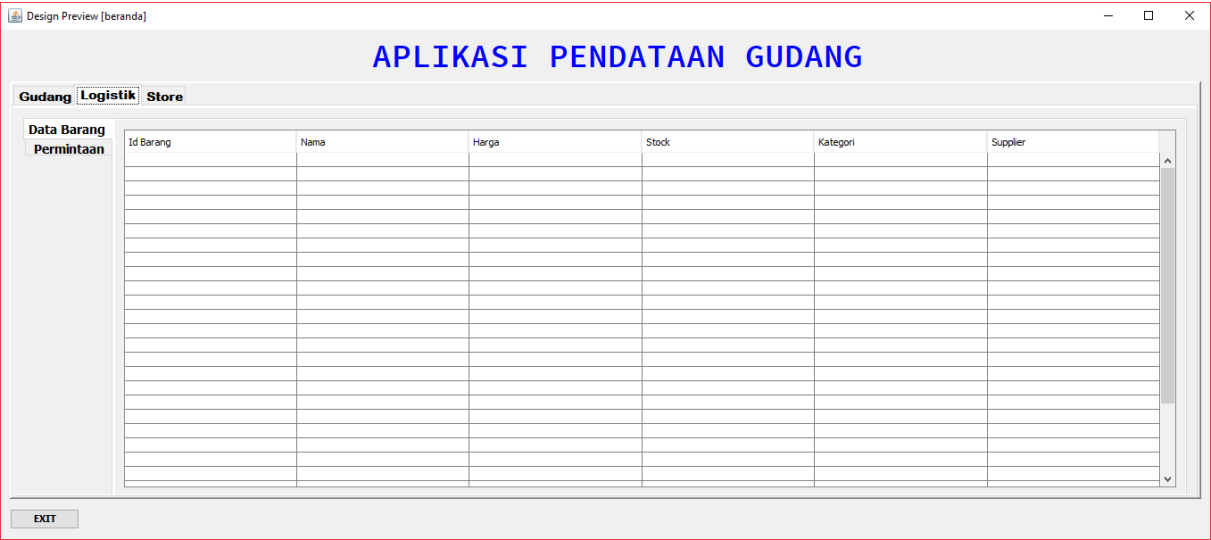 Design Preview [beranda]
APLIKASI PENDATAAN GUDANG
Gudang Logistik Store
Data Barang
Permintaan
Id Barang Nama Harga Stock Kategori Supplier
EXIT